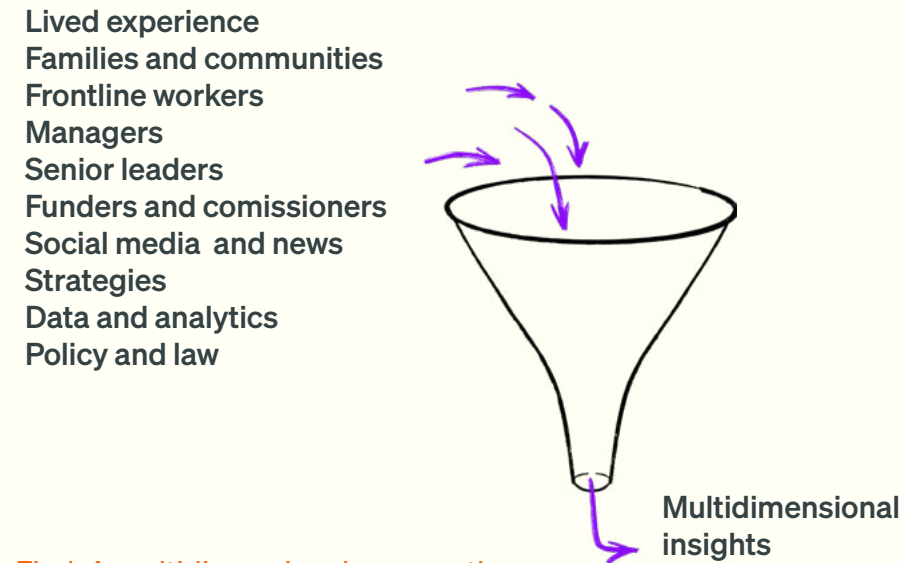 Lived experience
Families and communities
Frontline workers
Managers
Senior leaders
Funders and comissioners
Social media and news
Strategies
Data and analytics
Policy and law
Multidimensional
insights